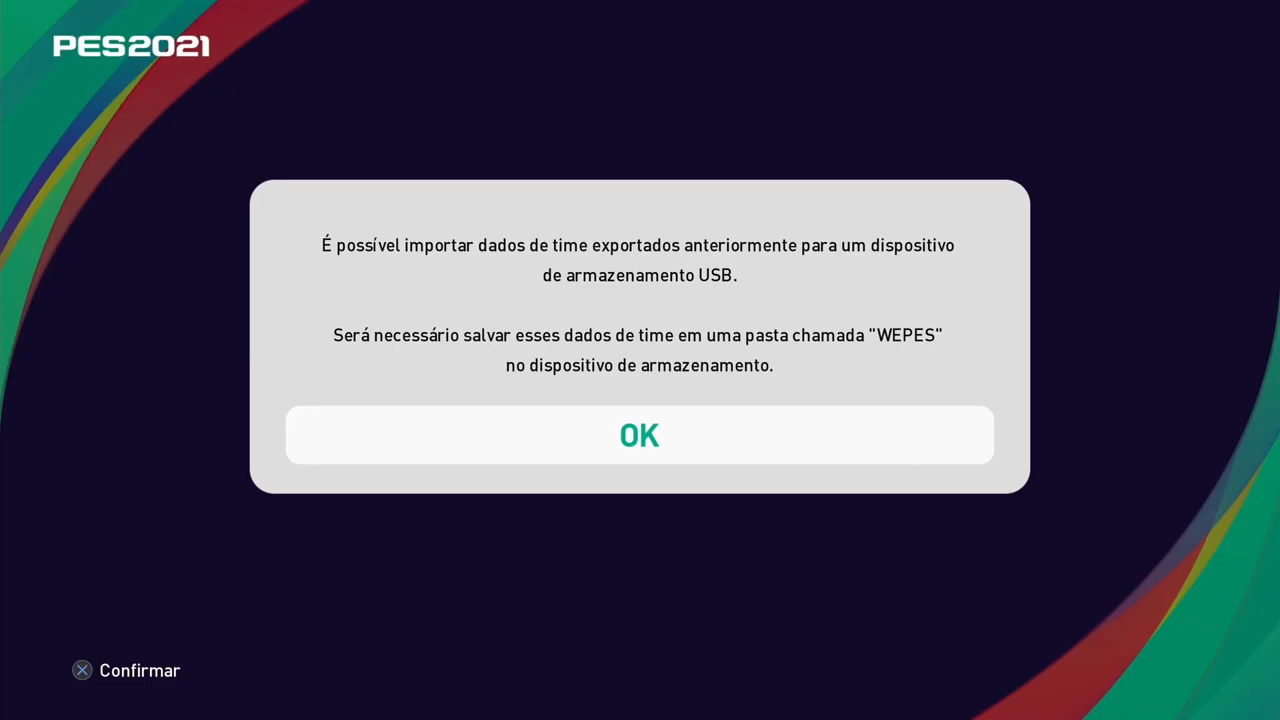 PES2021
É possível importar dados de time exportados anteriormente para um dispositivo
de armazenamento USB.
Será necessário salvar esses dados de time em uma pasta chamada "WEPES"
no dispositivo de armazenamento.
OK
Confirmar